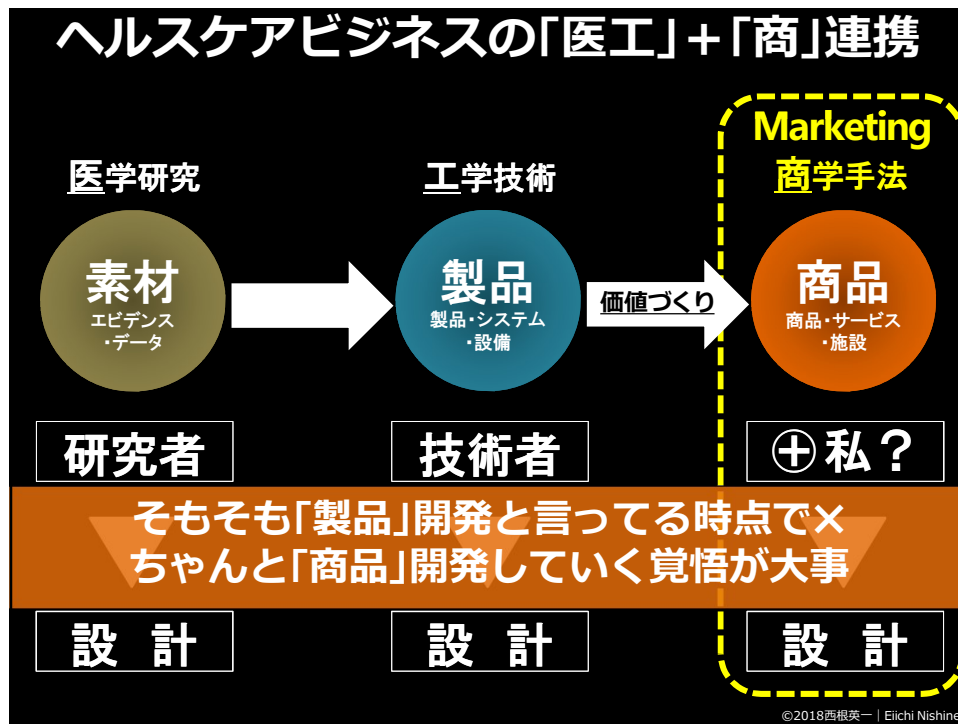 ヘルスケアビジネスの「医工」＋「商」連携
Marketing
医学研究
工学技術
商学手法
素材
エビデンス
・データ
製品
製品・システム
・設備
価値づくり
商品
商品・サービス
・施設
研究者
技術者
⊕私？
そもそも「製品」開発と言ってる時点で×
ちゃんと「商品」開発していく覚悟が大事
設 計
設 計
設 計
©2018西根英一｜Eiichi Nishine